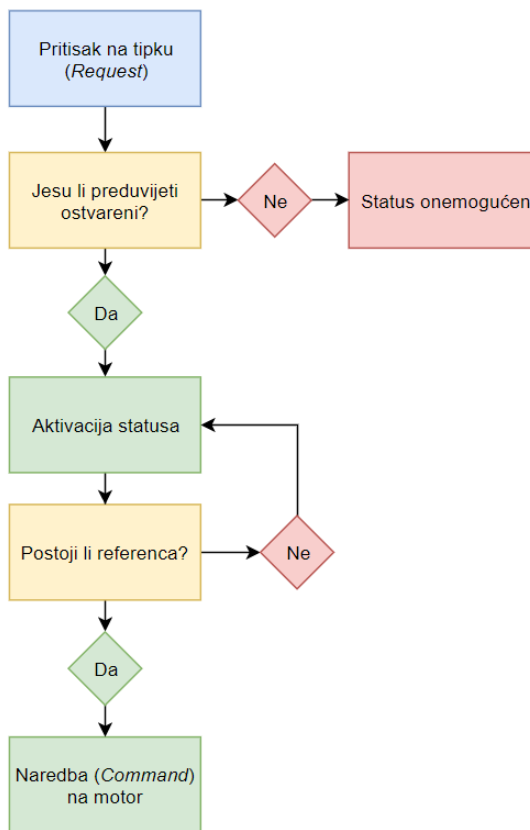 Pritisak na tipku
(Request)
Jesu li preduvijeti
ostvareni?
Ne
Status onemogućen
Da
Aktivacija statusa
Postoji li referenca?
Ne
Da
Naredba (Command)
na motor